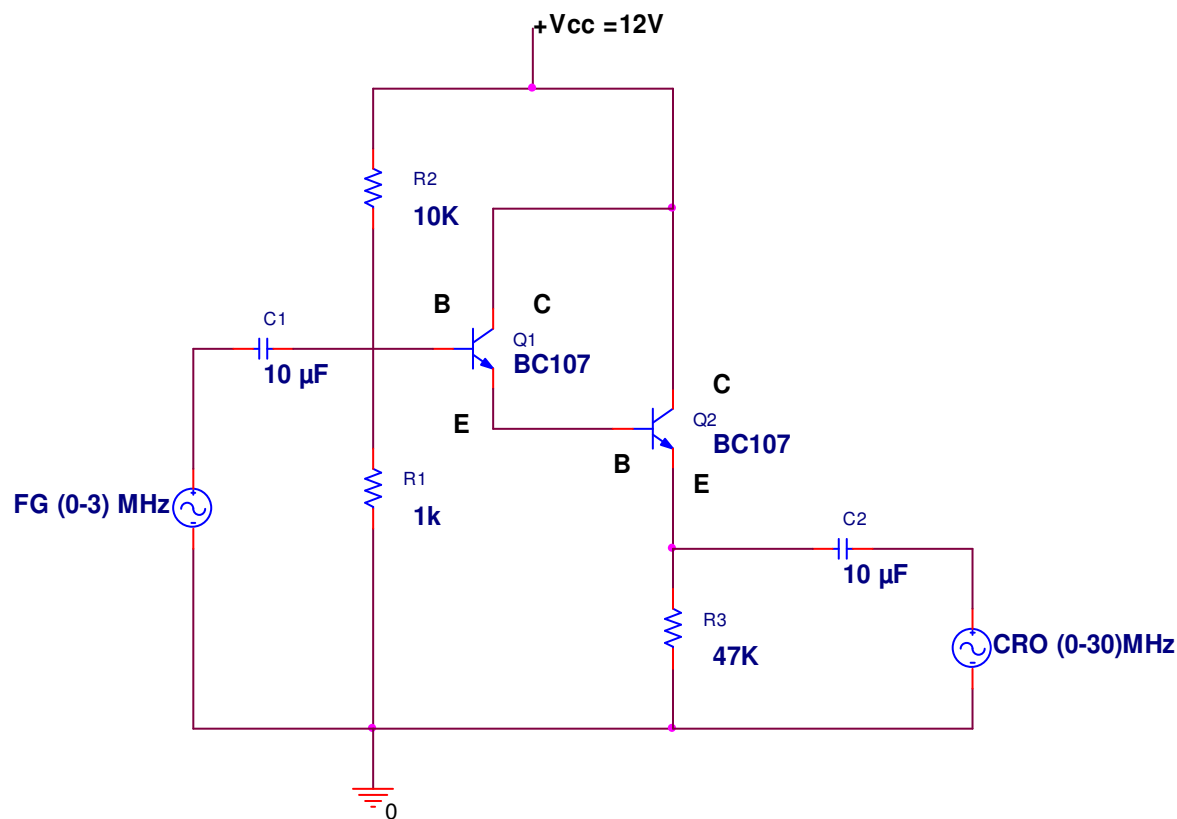 +Vcc =12V
R2
10K
B
C
C1
10 µF
Q1
BC107
E
C
Q2
BC107
B
E
FG (0-3) MHz
R1
1k
C2
10 µF
R3
47K
CRO (0-30)MHz
0